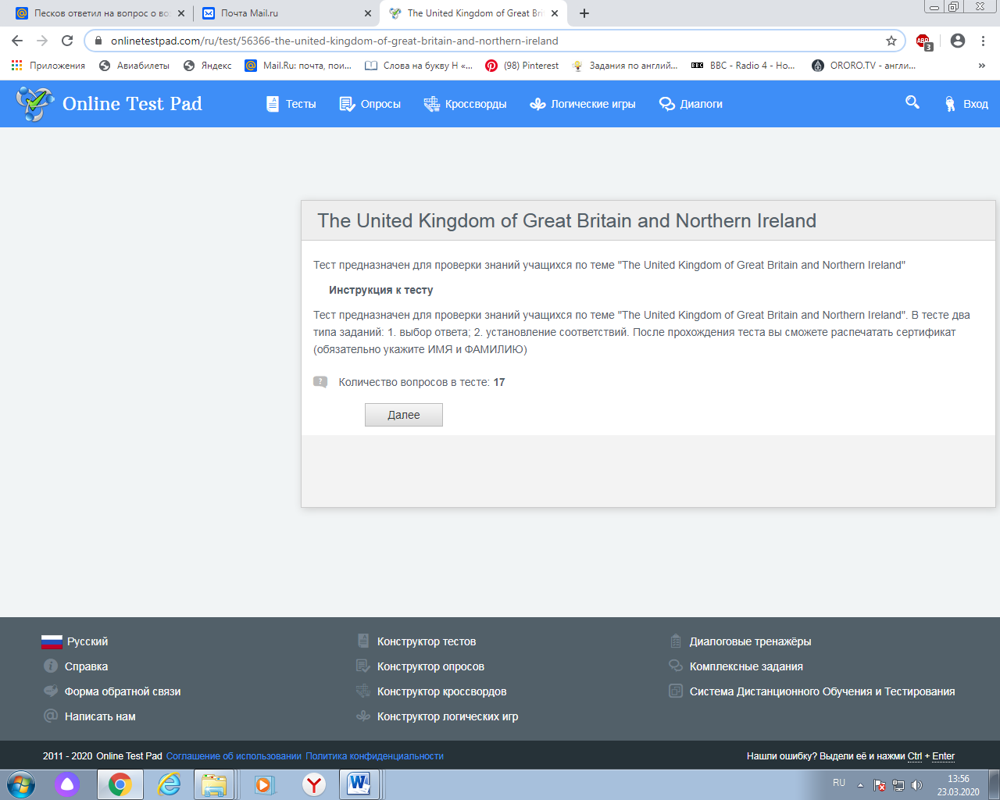 Песков ответил на вопрос о воз
Почта Mail.ru
The United Kingdom of Great Brit
onlinetestpad.com/ru/test/56366-the-united-kingdom-of-great-britain-and-northern-ireland
ABP
3
Приложения
Авиабилеты
Яндекс
Mail.Ru: почта, пои...
Слова на букву Н «...
(98) Pinterest
Задания по англий...
BBC
BBC - Radio 4 - Ho...
ORORO.TV - англи...
»
Online Test Pad
Тесты
Опросы
Кроссворды
Логические игры
Диалоги
Вход
The United Kingdom of Great Britain and Northern Ireland
Тест предназначен для проверки знаний учащихся по теме "The United Kingdom of Great Britain and Northern Ireland"
Инструкция к тесту
Тест предназначен для проверки знаний учащихся по теме "The United Kingdom of Great Britain and Northern Ireland". В тесте два
типа заданий: 1. выбор ответа; 2. установление соответствий. После прохождения теста вы сможете распечатать сертификат
(обязательно укажите ИМЯ и ФАМИЛИЮ)
Количество вопросов в тесте: 17
Далее
Русский
Справка
Форма обратной связи
Написать нам
Конструктор тестов
Конструктор опросов
Конструктор кроссвордов
Конструктор логических игр
Диалоговые тренажёры
Комплексные задания
Система Дистанционного Обучения и Тестирования
2011 - 2020 Online Test Pad Соглашение об использовании Политика конфиденциальности
Нашли ошибку? Выдели её и нажми Ctrl + Enter
RU
13:56
23.03.2020